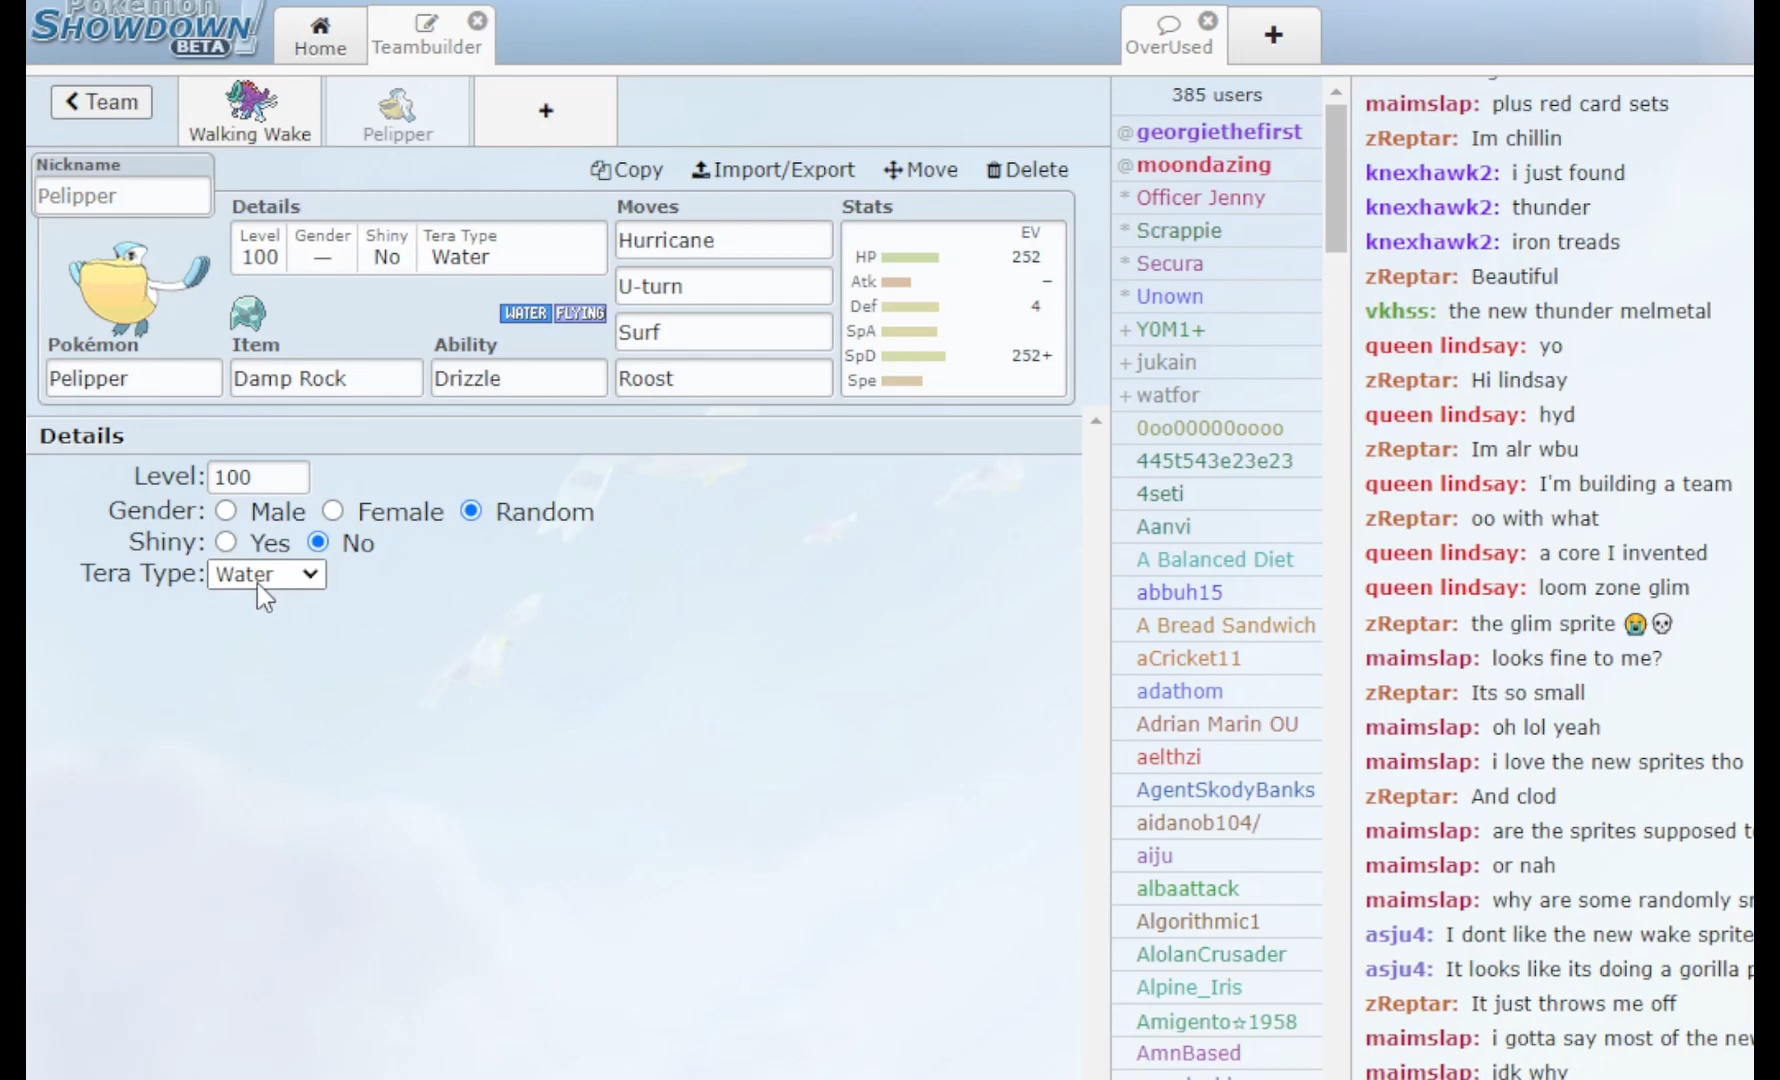 Pokémon
SHOWDOWN!
BETA
Home
Teambuilder
OverUsed
+
Team
Walking Wake
Pelipper
+
Nickname
Pelipper
Copy
Import/Export
Move
Delete
Details
Level
100
Gender
—
Shiny
No
Tera Type
Water
WATER FLYING
Pokémon
Pelipper
Item
Damp Rock
Ability
Drizzle
Moves
Hurricane
U-turn
Surf
Roost
Stats
EV
HP 252
Atk –
Def 4
SpA
SpD 252+
Spe
Details
Level: 100
Gender: Male Female Random
Shiny: Yes No
Tera Type: Water
385 users
@georgiethefirst
@moondazing
* Officer Jenny
* Scrappie
* Secura
* Unown
+Y0M1+
+jukain
+watfor
0oo00000oooo
445t543e23e23
4seti
Aanvi
A Balanced Diet
abbuh15
A Bread Sandwich
aCricket11
adathom
Adrian Marin OU
aelthzi
AgentSkodyBanks
aidanob104/
aiju
albaattack
Algorithmic1
AlolanCrusader
Alpine_Iris
Amigento☆1958
AmnBased
maimslap: plus red card sets
zReptar: Im chillin
knexhawk2: i just found
knexhawk2: thunder
knexhawk2: iron treads
zReptar: Beautiful
vkhss: the new thunder melmetal
queen lindsay: yo
zReptar: Hi lindsay
queen lindsay: hyd
zReptar: Im alr wbu
queen lindsay: I'm building a team
zReptar: oo with what
queen lindsay: a core I invented
queen lindsay: loom zone glim
zReptar: the glim sprite 😭💀
maimslap: looks fine to me?
zReptar: Its so small
maimslap: oh lol yeah
maimslap: i love the new sprites tho
zReptar: And clod
maimslap: are the sprites supposed
maimslap: or nah
maimslap: why are some randomly
asju4: I dont like the new wake sprite
asju4: It looks like its doing a gorilla
zReptar: It just throws me off
maimslap: i gotta say most of the
maimslap: idk why